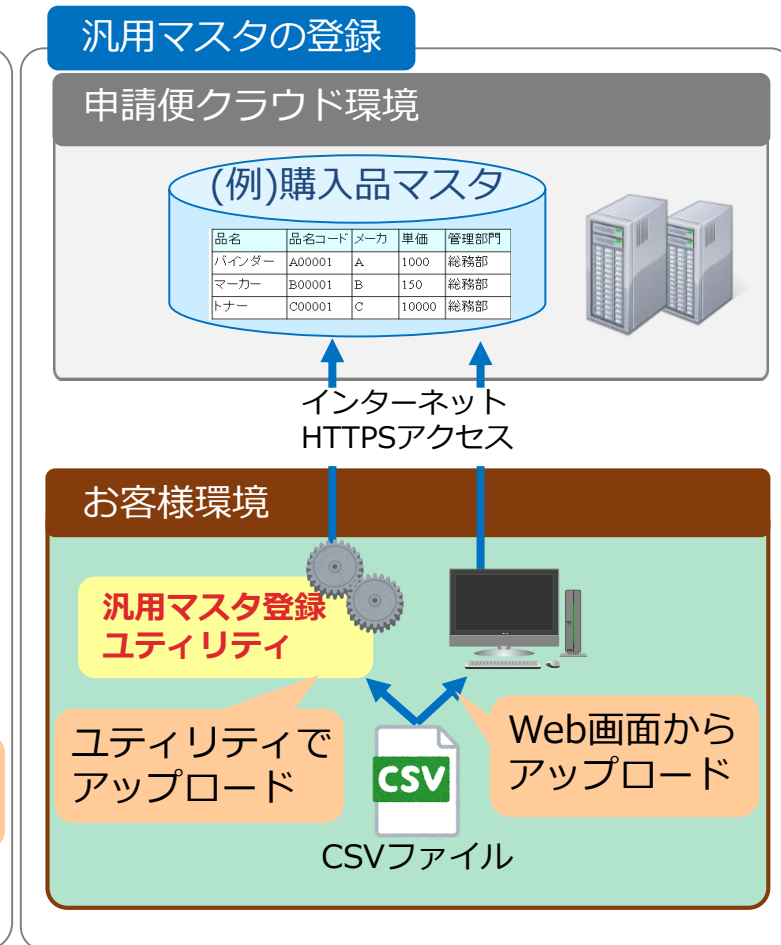 汎用マスタの登録
申請便クラウド環境
(例)購入品マスタ
品名 品名コード メーカ 単価 管理部門
バインダー A00001 A 1000 総務部
マーカー B00001 B 150 総務部
トナー C00001 C 10000 総務部
インターネット
HTTPSアクセス
お客様環境
汎用マスタ登録
ユティリティ
ユティリティで
アップロード
Web画面から
アップロード
CSV
CSVファイル